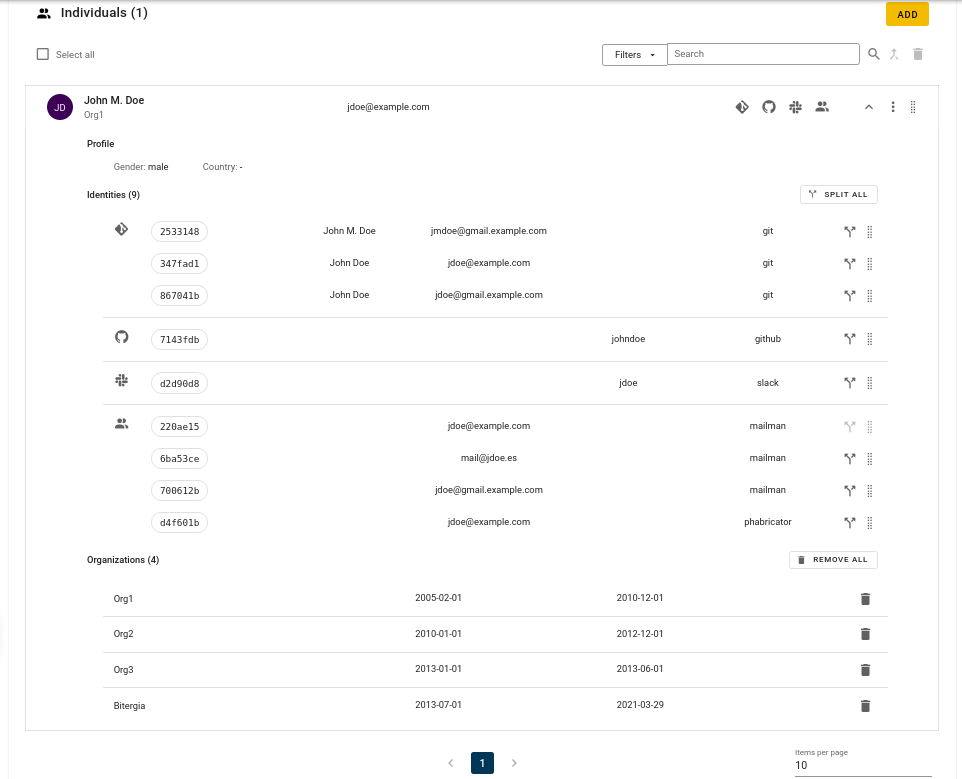 Individuals (1)
ADD
Select all
Filters
Search
JD
John M. Doe
Org1
jdoe@example.com
Profile
Gender: male Country: -
Identities (9)
SPLIT ALL
2533148 John M. Doe jmdoe@gmail.example.com git
347fad1 John Doe jdoe@example.com git
867041b John Doe jdoe@gmail.example.com git
7143fdb johndoe github
d2d90d8 jdoe slack
220ae15 jdoe@example.com mailman
6ba53ce mail@jdoe.es mailman
700612b jdoe@gmail.example.com mailman
d4f601b jdoe@example.com phabricator
Organizations (4)
REMOVE ALL
Org1 2005-02-01 2010-12-01
Org2 2010-01-01 2012-12-01
Org3 2013-01-01 2013-06-01
Bitergia 2013-07-01 2021-03-29
1
Items per page
10